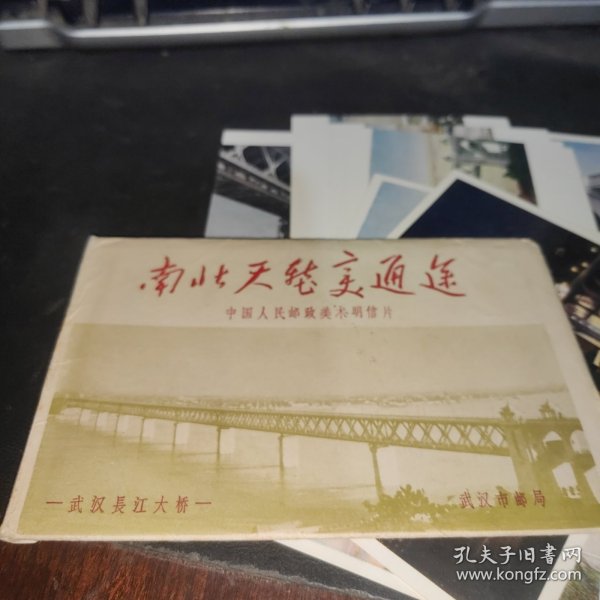 南北天堑变通途
中国人民邮政美术明信片
—武汉長江大桥—
武汉市邮局
孔夫子旧书网
www.kongfz.com